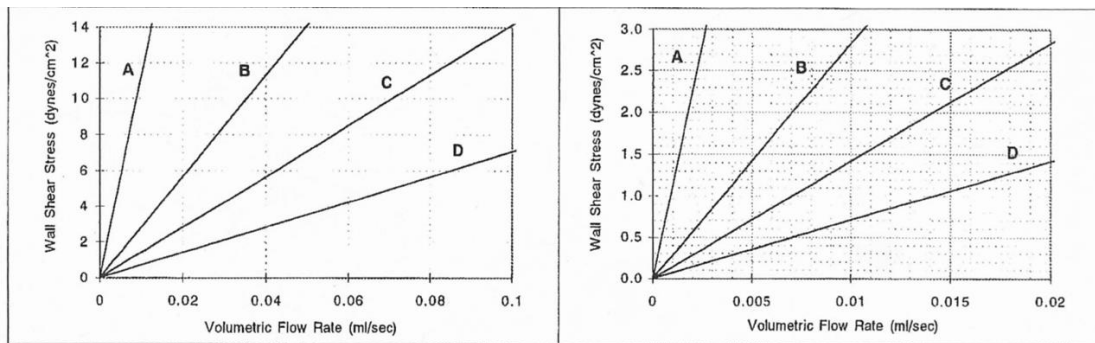 14
12
10
8
6
4
2
0
Wall Shear Stress (dynes/cm^2)
A
B
C
D
0 0.02 0.04 0.06 0.08 0.1
Volumetric Flow Rate (ml/sec)
3.0
2.5
2.0
1.5
1.0
0.5
0.0
Wall Shear Stress (dynes/cm^2)
A
B
C
D
0 0.005 0.01 0.015 0.02
Volumetric Flow Rate (ml/sec)